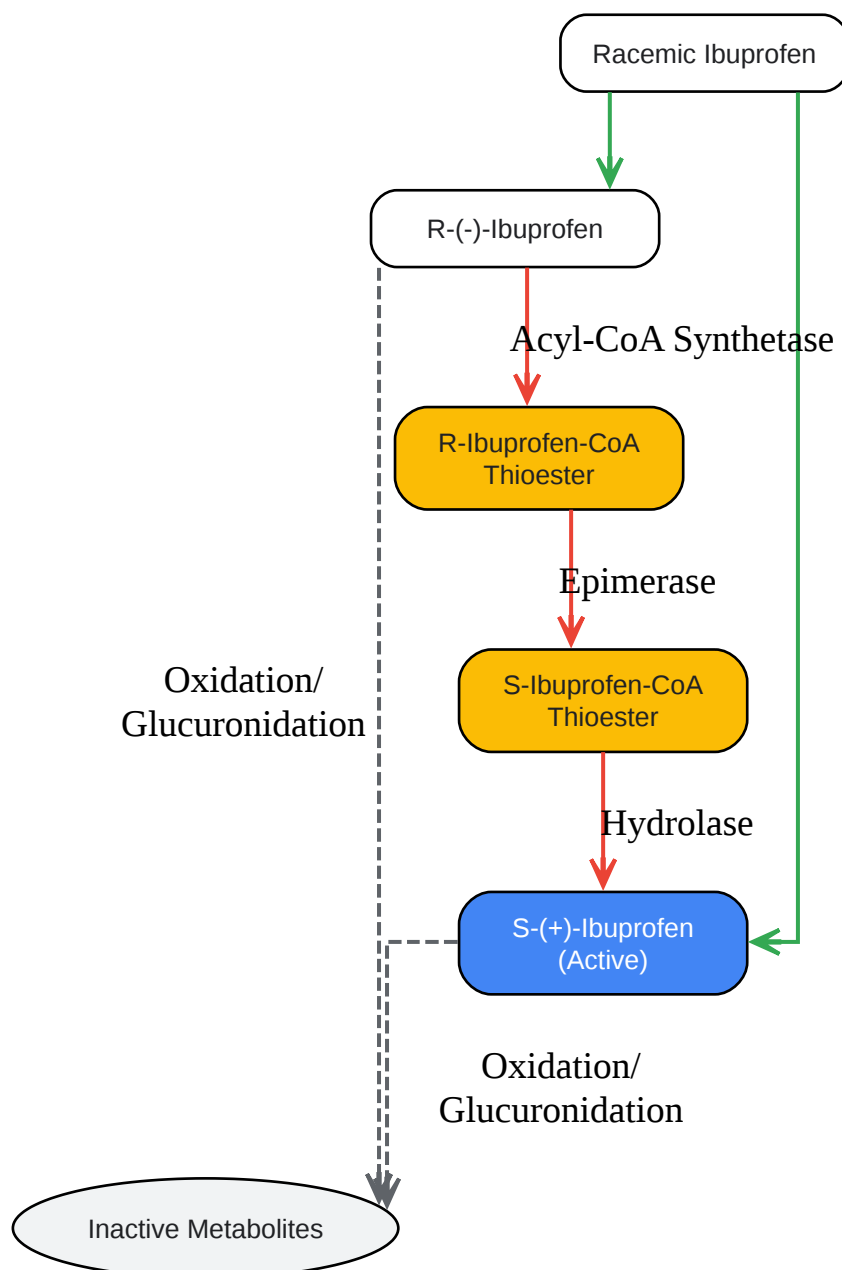 Racemic Ibuprofen
R-(-)-Ibuprofen
Acyl-CoA Synthetase
R-Ibuprofen-CoA
Thioester
Epimerase
Oxidation/
Glucuronidation
S-Ibuprofen-CoA
Thioester
Hydrolase
S-(+)-Ibuprofen
(Active)
Oxidation/
Glucuronidation
Inactive Metabolites